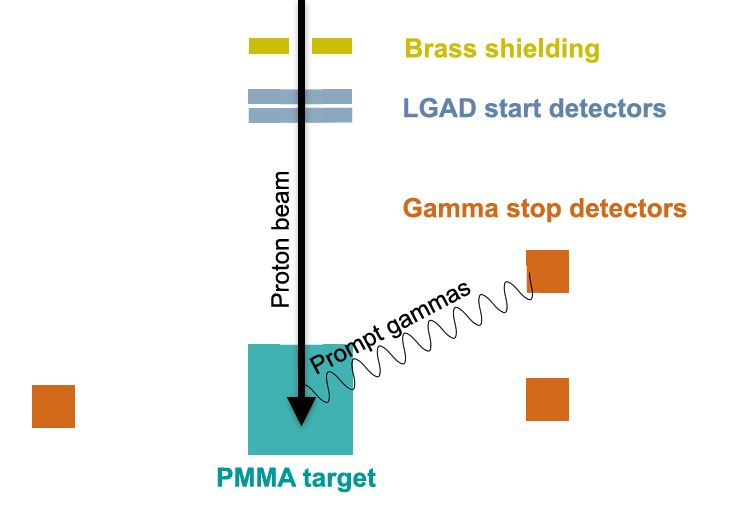 Brass shielding
LGAD start detectors
Gamma stop detectors
Proton beam
Prompt gammas
PMMA target